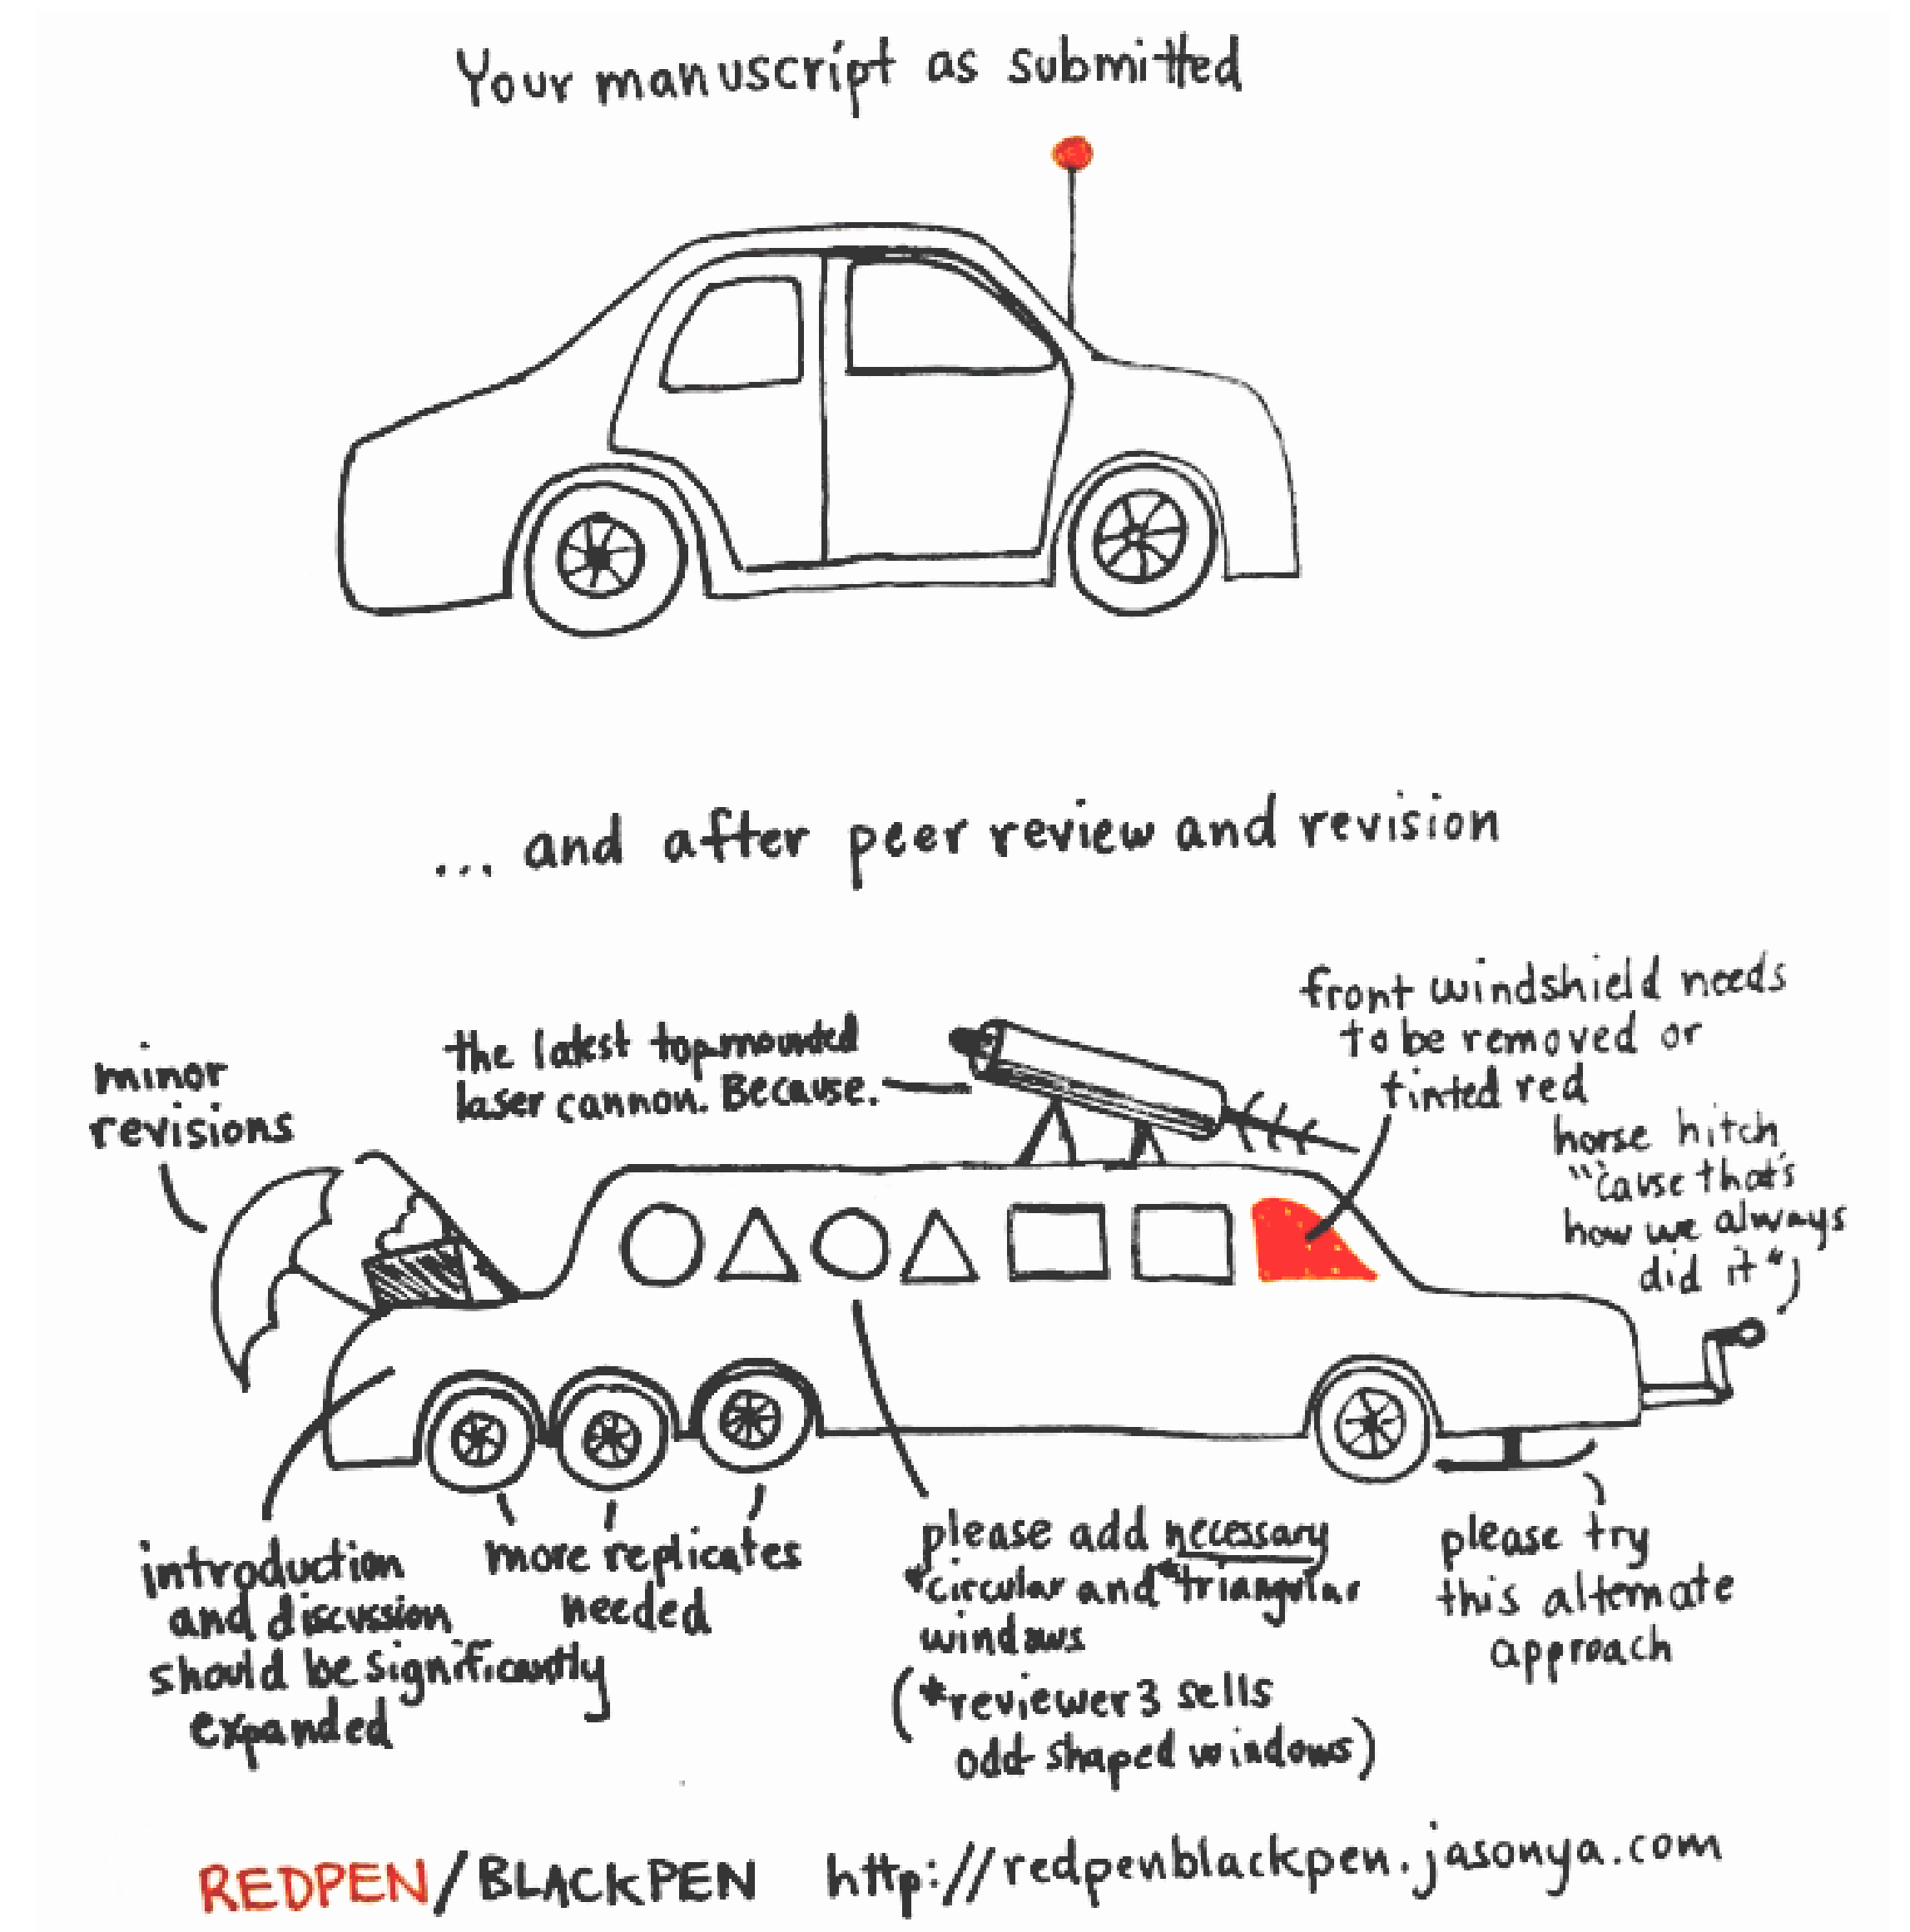 Your manuscript as submitted
... and after peer review and revision
minor
revisions
the latest top-mounted
laser cannon. Because.
front windshield needs
to be removed or
tinted red
horse hitch
"'cause that's
how we always
did it")
introduction
and discussion
should be significantly
expanded
more replicates
needed
please add necessary
*circular and *triangular
windows
(*reviewer 3 sells
odd shaped windows)
please try
this alternate
approach
REDPEN/BLACKPEN http://redpenblackpen.jasonya.com